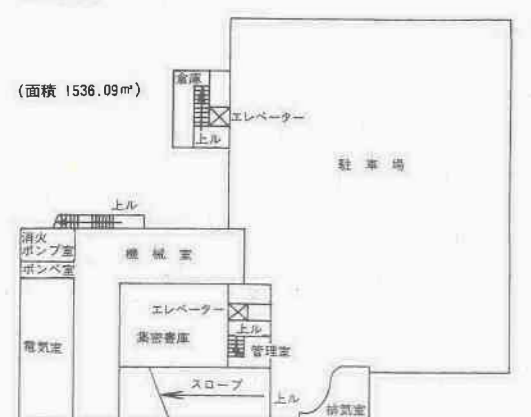 (面積 1536.09㎡)
倉庫
エレベーター
上ル
駐車場
上ル
消火
ポンプ室
ボンベ室
機械室
エレベーター
上ル
集密書庫
管理室
電気室
スロープ
上ル
排気室